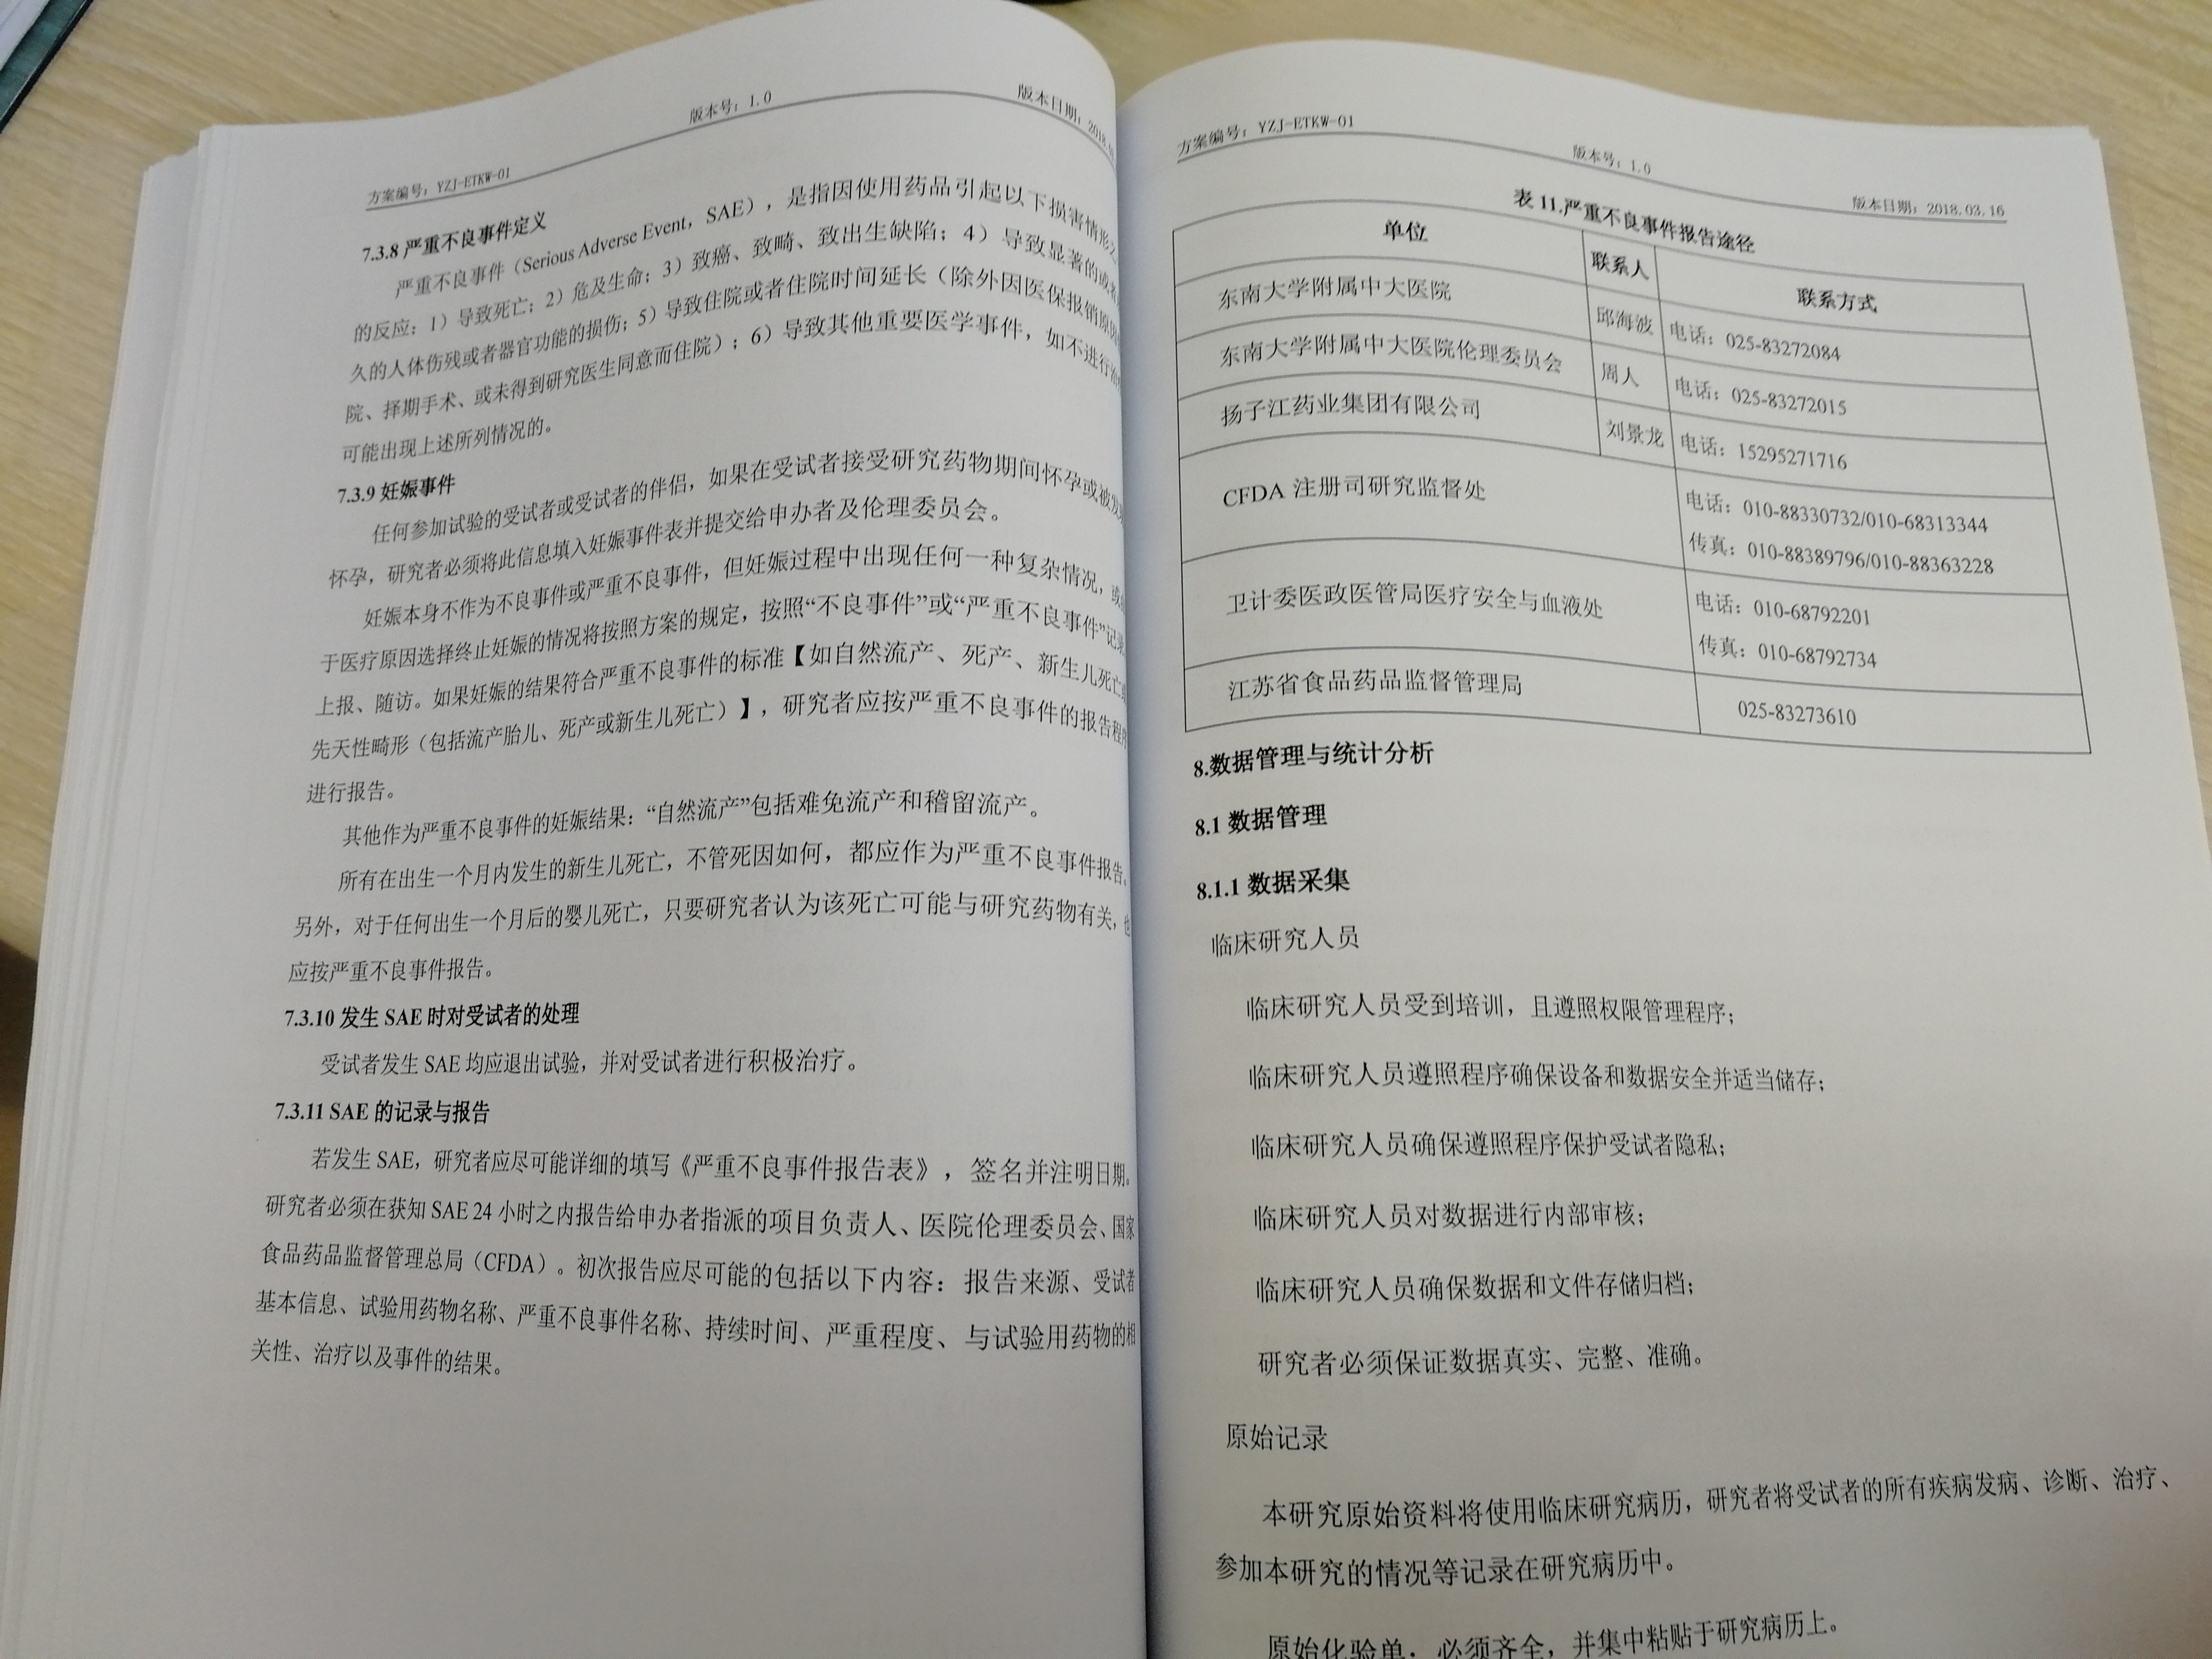 方案编号：YZJ-ETKW-01 版本号：1.0 版本日期：2018.
7.3.8 严重不良事件定义
严重不良事件（Serious Adverse Event，SAE），是指因使用药品引起以下损害情形之
的反应：1）导致死亡；2）危及生命；3）致癌、致畸、致出生缺陷；4）导致显著的或者
久的人体伤残或者器官功能的损伤；5）导致住院或者住院时间延长（除外因医保报销原因
院、择期手术、或未得到研究医生同意而住院）；6）导致其他重要医学事件，如不进行治
可能出现上述所列情况的。
7.3.9 妊娠事件
任何参加试验的受试者或受试者的伴侣，如果在受试者接受研究药物期间怀孕或被发
怀孕，研究者必须将此信息填入妊娠事件表并提交给申办者及伦理委员会。
妊娠本身不作为不良事件或严重不良事件，但妊娠过程中出现任何一种复杂情况，或
于医疗原因选择终止妊娠的情况将按照方案的规定，按照“不良事件”或“严重不良事件”记录
上报、随访。如果妊娠的结果符合严重不良事件的标准【如自然流产、死产、新生儿死亡
先天性畸形（包括流产胎儿、死产或新生儿死亡）】，研究者应按严重不良事件的报告程序
进行报告。
其他作为严重不良事件的妊娠结果：“自然流产”包括难免流产和稽留流产。
所有在出生一个月内发生的新生儿死亡，不管死因如何，都应作为严重不良事件报告。
另外，对于任何出生一个月后的婴儿死亡，只要研究者认为该死亡可能与研究药物有关，也
应按严重不良事件报告。
7.3.10 发生 SAE 时对受试者的处理
受试者发生 SAE 均应退出试验，并对受试者进行积极治疗。
7.3.11 SAE 的记录与报告
若发生 SAE，研究者应尽可能详细的填写《严重不良事件报告表》，签名并注明日期。
研究者必须在获知 SAE 24 小时之内报告给申办者指派的项目负责人、医院伦理委员会、国家
食品药品监督管理总局（CFDA）。初次报告应尽可能的包括以下内容：报告来源、受试者
基本信息、试验用药物名称、严重不良事件名称、持续时间、严重程度、与试验用药物的相
关性、治疗以及事件的结果。
方案编号：YZJ-ETKW-01 版本号：1.0 版本日期：2018.03.16
表 11.严重不良事件报告途径
单位 联系人 联系方式
东南大学附属中大医院 邱海波 电话：025-83272084
东南大学附属中大医院伦理委员会 周人 电话：025-83272015
扬子江药业集团有限公司 刘景龙 电话：15295271716
CFDA 注册司研究监督处 电话：010-88330732/010-68313344
传真：010-88389796/010-88363228
卫计委医政医管局医疗安全与血液处 电话：010-68792201
传真：010-68792734
江苏省食品药品监督管理局 025-83273610
8.数据管理与统计分析
8.1 数据管理
8.1.1 数据采集
临床研究人员
临床研究人员受到培训，且遵照权限管理程序；
临床研究人员遵照程序确保设备和数据安全并适当储存；
临床研究人员确保遵照程序保护受试者隐私；
临床研究人员对数据进行内部审核；
临床研究人员确保数据和文件存储归档；
研究者必须保证数据真实、完整、准确。
原始记录
本研究原始资料将使用临床研究病历，研究者将受试者的所有疾病发病、诊断、治疗、
参加本研究的情况等记录在研究病历中。
原始化验单：必须齐全，并集中粘贴于研究病历上。